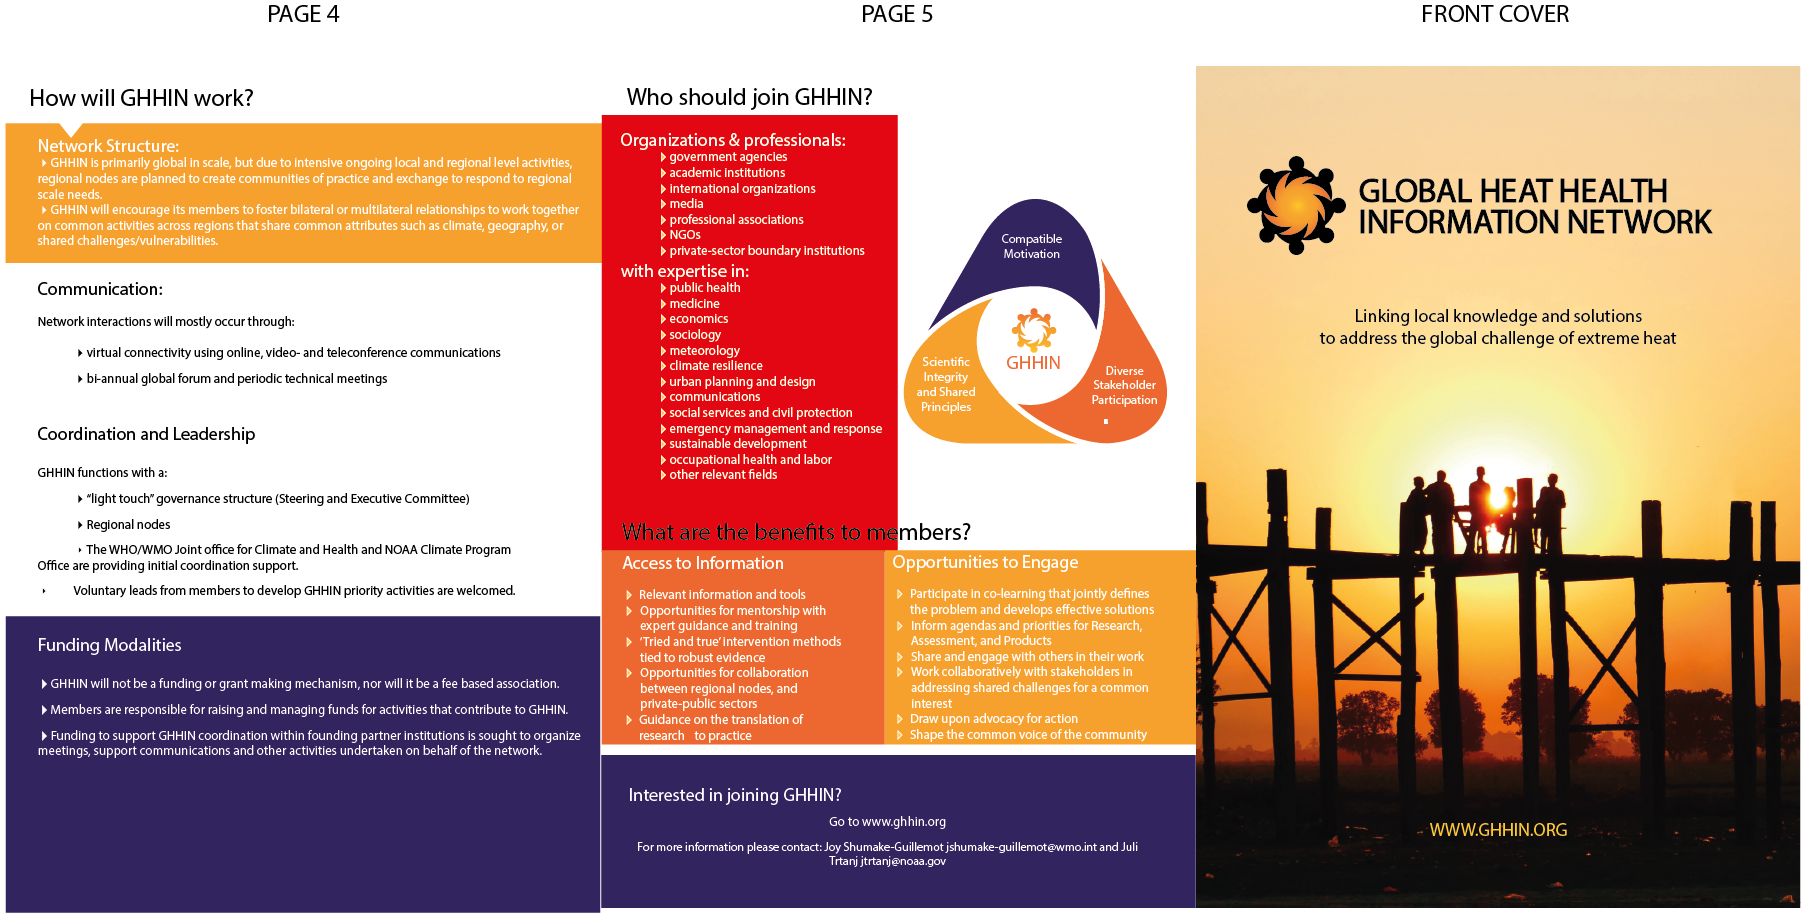 PAGE 4
How will GHHIN work?
Network Structure:
GHHIN is primarily global in scale, but due to intensive ongoing local and regional level activities,
regional nodes are planned to create communities of practice and exchange to respond to regional
scale needs.
GHHIN will encourage its members to foster bilateral or multilateral relationships to work together
on common activities across regions that share common attributes such as climate, geography, or
shared challenges/vulnerabilities.
Communication:
Network interactions will mostly occur through:
virtual connectivity using online, video- and teleconference communications
bi-annual global forum and periodic technical meetings
Coordination and Leadership
GHHIN functions with a:
“light touch” governance structure (Steering and Executive Committee)
Regional nodes
The WHO/WMO Joint office for Climate and Health and NOAA Climate Program
Office are providing initial coordination support.
Voluntary leads from members to develop GHHIN priority activities are welcomed.
Funding Modalities
GHHIN will not be a funding or grant making mechanism, nor will it be a fee based association.
Members are responsible for raising and managing funds for activities that contribute to GHHIN.
Funding to support GHHIN coordination within founding partner institutions is sought to organize
meetings, support communications and other activities undertaken on behalf of the network.
PAGE 5
Who should join GHHIN?
Organizations & professionals:
government agencies
academic institutions
international organizations
media
professional associations
NGOs
private-sector boundary institutions
with expertise in:
public health
medicine
economics
sociology
meteorology
climate resilience
urban planning and design
communications
social services and civil protection
emergency management and response
sustainable development
occupational health and labor
other relevant fields
Compatible
Motivation
Scientific
Integrity
and Shared
Principles
GHHIN
Diverse
Stakeholder
Participation
What are the benefits to members?
Access to Information
Relevant information and tools
Opportunities for mentorship with
expert guidance and training
‘Tried and true’ intervention methods
tied to robust evidence
Opportunities for collaboration
between regional nodes, and
private-public sectors
Guidance on the translation of
research to practice
Opportunities to Engage
Participate in co-learning that jointly defines
the problem and develops effective solutions
Inform agendas and priorities for Research,
Assessment, and Products
Share and engage with others in their work
Work collaboratively with stakeholders in
addressing shared challenges for a common
interest
Draw upon advocacy for action
Shape the common voice of the community
Interested in joining GHHIN?
Go to www.ghhin.org
For more information please contact: Joy Shumake-Guillemot jshumake-guillemot@wmo.int and Juli
Trtanj jtrtanj@noaa.gov
FRONT COVER
GLOBAL HEAT HEALTH
INFORMATION NETWORK
Linking local knowledge and solutions
to address the global challenge of extreme heat
WWW.GHHIN.ORG